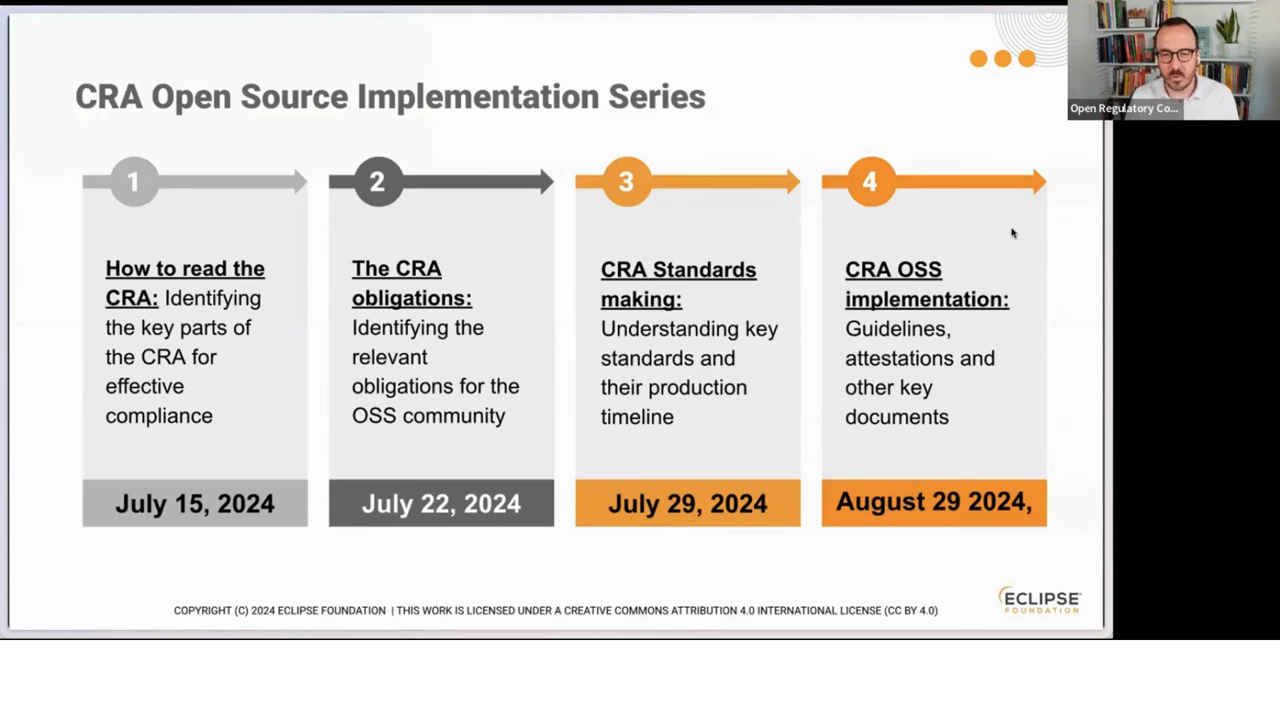 CRA Open Source Implementation Series
Open Regulatory Co...
1
How to read the
CRA: Identifying
the key parts of
the CRA for
effective
compliance
July 15, 2024
2
The CRA
obligations:
Identifying the
relevant
obligations for the
OSS community
July 22, 2024
3
CRA Standards
making:
Understanding key
standards and
their production
timeline
July 29, 2024
4
CRA OSS
implementation:
Guidelines,
attestations and
other key
documents
August 29 2024,
COPYRIGHT (C) 2024 ECLIPSE FOUNDATION | THIS WORK IS LICENSED UNDER A CREATIVE COMMONS ATTRIBUTION 4.0 INTERNATIONAL LICENSE (CC BY 4.0)
ECLIPSE
FOUNDATION